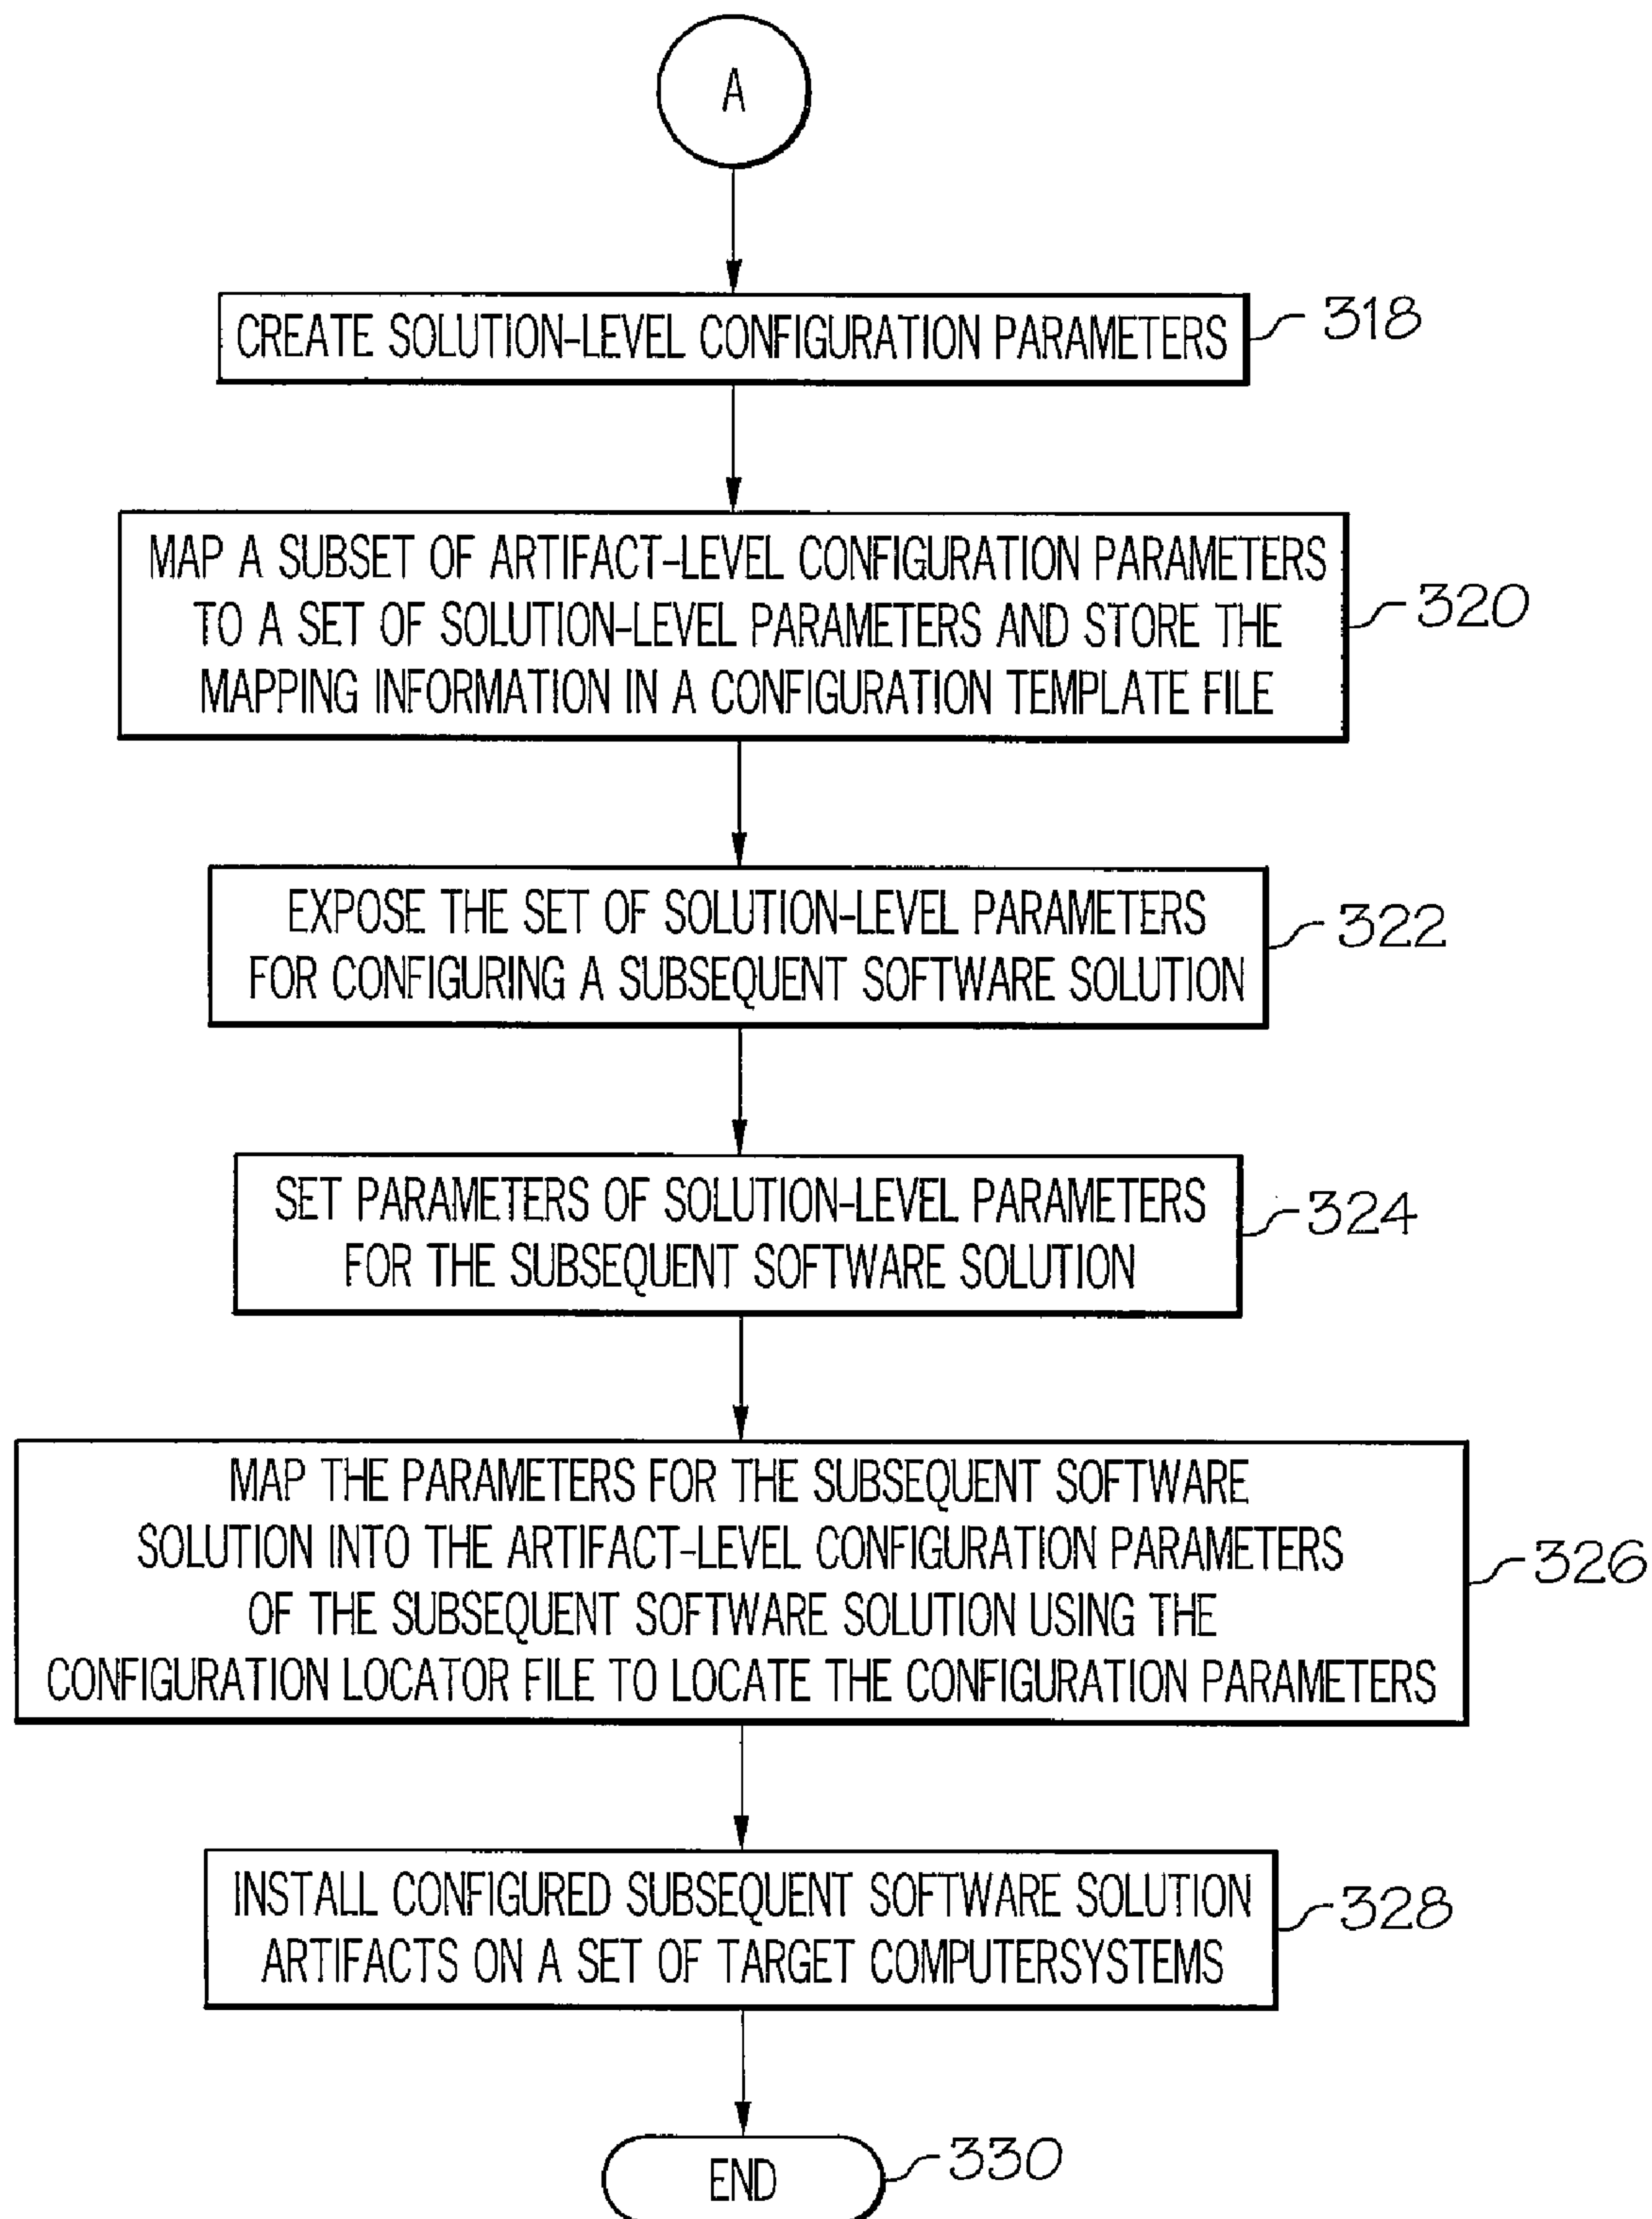 A
CREATE SOLUTION-LEVEL CONFIGURATION PARAMETERS
318
MAP A SUBSET OF ARTIFACT-LEVEL CONFIGURATION PARAMETERS
TO A SET OF SOLUTION-LEVEL PARAMETERS AND STORE THE
MAPPING INFORMATION IN A CONFIGURATION TEMPLATE FILE
320
EXPOSE THE SET OF SOLUTION-LEVEL PARAMETERS
FOR CONFIGURING A SUBSEQUENT SOFTWARE SOLUTION
322
SET PARAMETERS OF SOLUTION-LEVEL PARAMETERS
FOR THE SUBSEQUENT SOFTWARE SOLUTION
324
MAP THE PARAMETERS FOR THE SUBSEQUENT SOFTWARE
SOLUTION INTO THE ARTIFACT-LEVEL CONFIGURATION PARAMETERS
OF THE SUBSEQUENT SOFTWARE SOLUTION USING THE
CONFIGURATION LOCATOR FILE TO LOCATE THE CONFIGURATION PARAMETERS
326
INSTALL CONFIGURED SUBSEQUENT SOFTWARE SOLUTION
ARTIFACTS ON A SET OF TARGET COMPUTERSYSTEMS
328
END
330